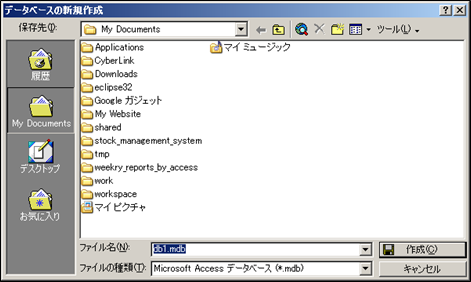 データベースの新規作成
保存先(I):
My Documents
ツール(L)
履歴
My Documents
デスクトップ
お気に入り
Applications
CyberLink
Downloads
eclipse32
Google ガジェット
My Website
shared
stock_management_system
tmp
weekry_reports_by_access
work
workspace
マイ ピクチャ
マイ ミュージック
ファイル名(N):
db1.mdb
作成(C)
ファイルの種類(T):
Microsoft Access データベース (*.mdb)
キャンセル